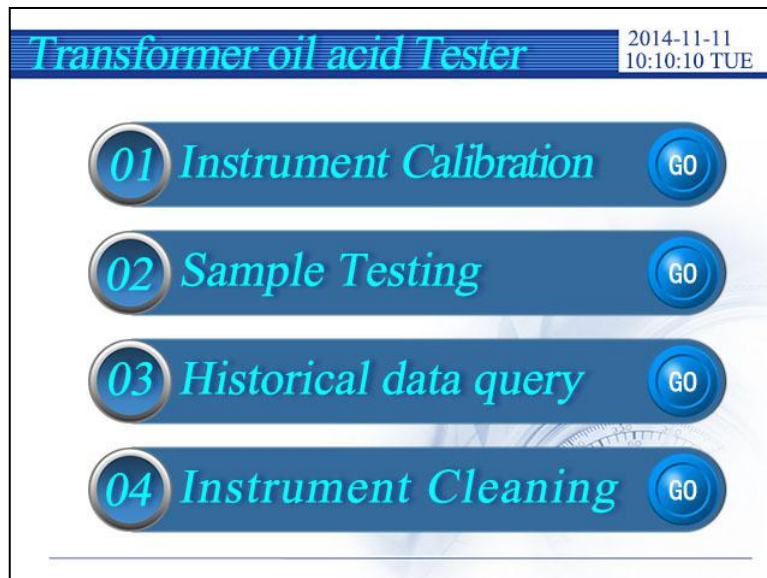 Transformer oil acid Tester
2014-11-11
10:10:10 TUE
01 Instrument Calibration GO
02 Sample Testing GO
03 Historical data query GO
04 Instrument Cleaning GO